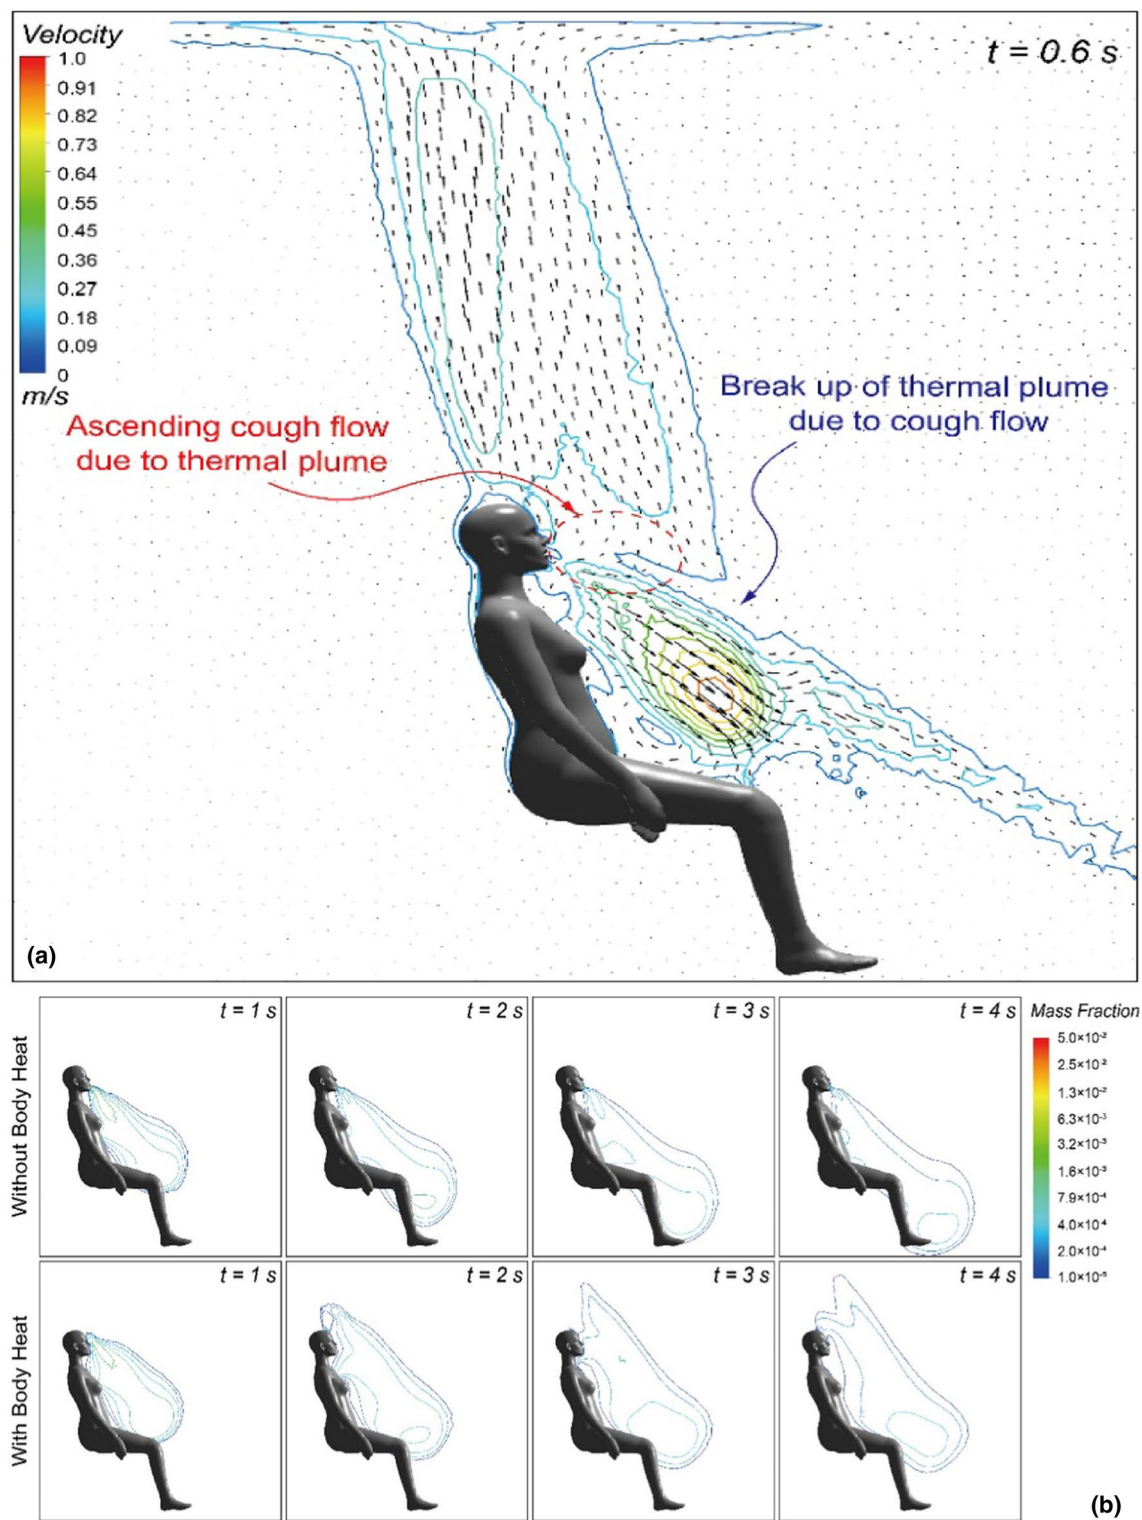 Velocity
t = 0.6 s
1.0
0.91
0.82
0.73
0.64
0.55
0.45
0.36
0.27
0.18
0.09
0
m/s
Break up of thermal plume
due to cough flow
Ascending cough flow
due to thermal plume
(a)
Without Body Heat
t = 1 s
t = 2 s
t = 3 s
t = 4 s
Mass Fraction
5.0×10⁻²
2.5×10⁻²
1.3×10⁻²
6.3×10⁻³
3.2×10⁻³
1.6×10⁻³
7.9×10⁻⁴
4.0×10⁻⁴
2.0×10⁻⁴
1.0×10⁻⁵
With Body Heat
t = 1 s
t = 2 s
t = 3 s
t = 4 s
(b)